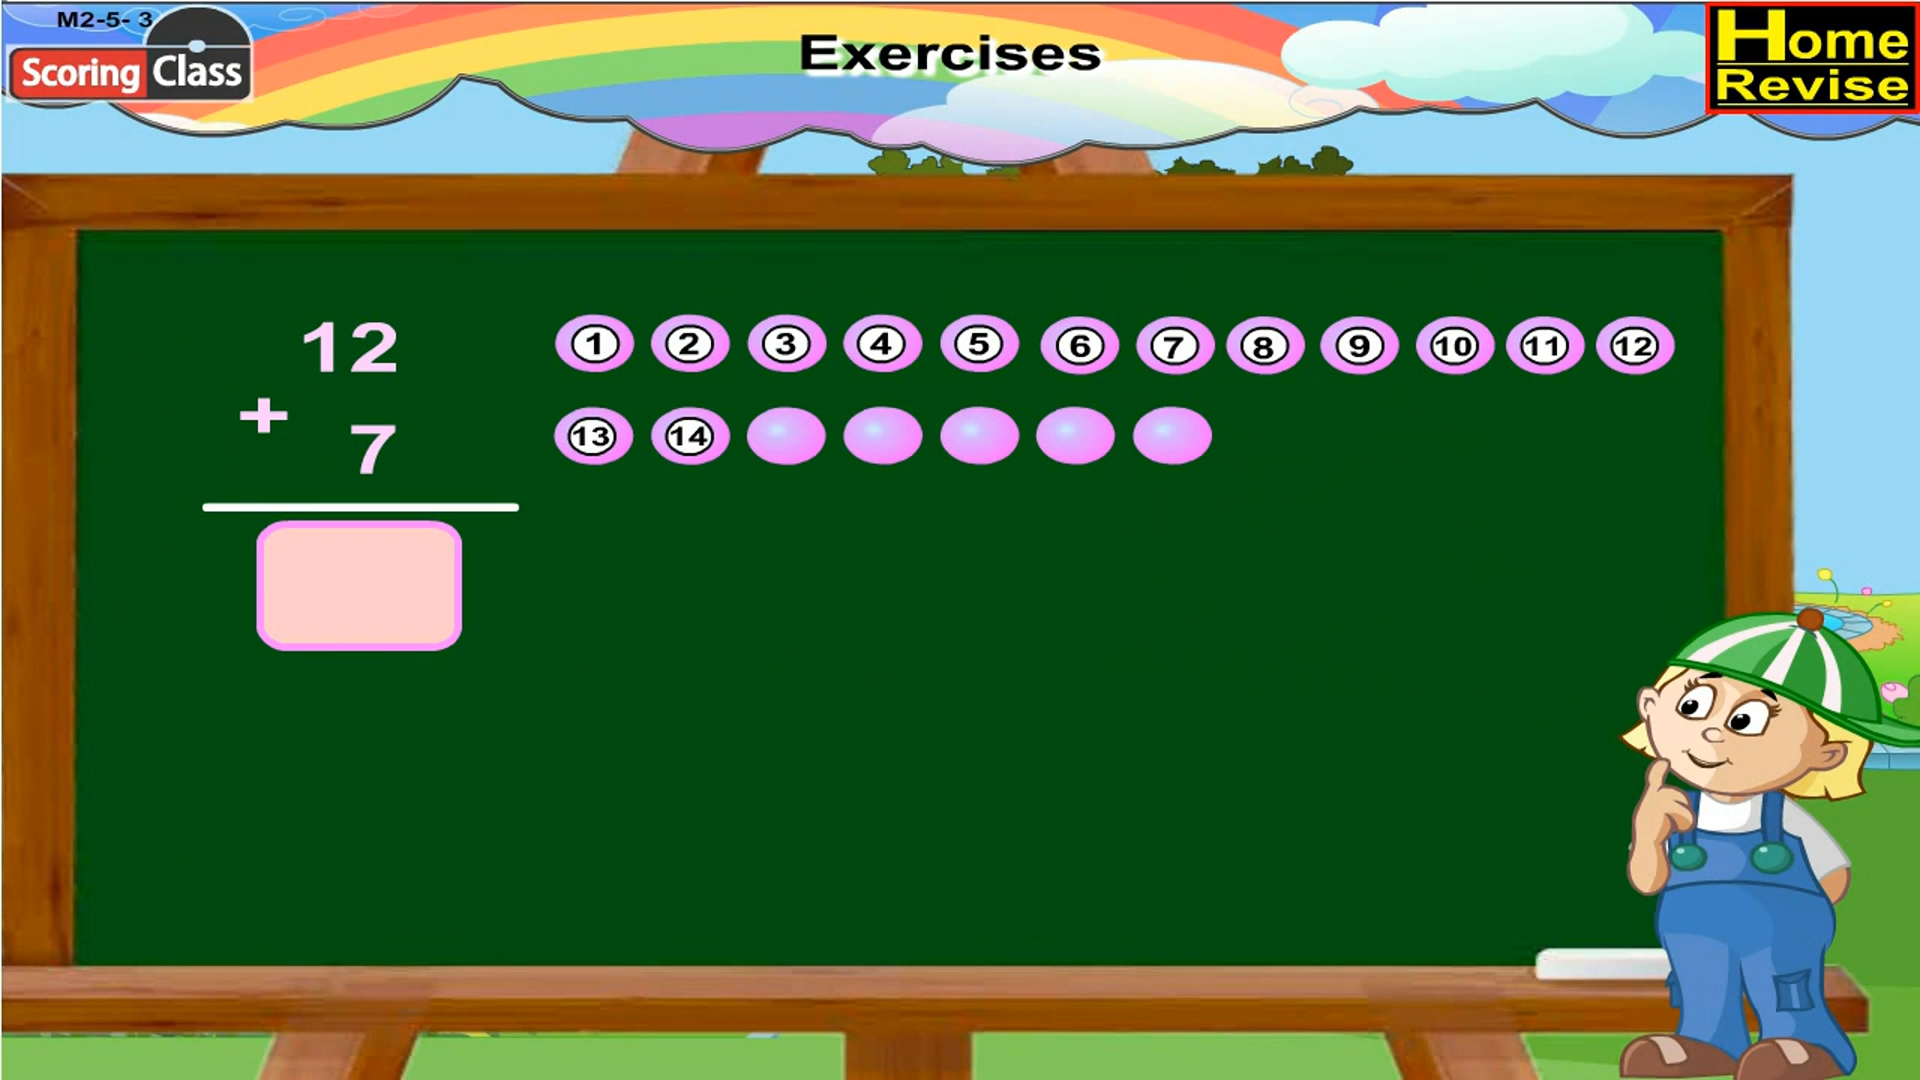 M2-5- 3
Scoring Class
Exercises
Home
Revise
12
1 2 3 4 5 6 7 8 9 10 11 12
+
7
13 14